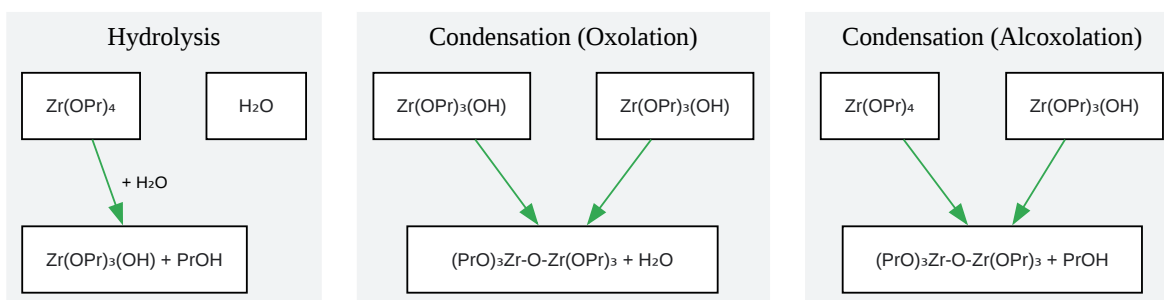 Hydrolysis
Zr(OPr)₄
H₂O
+ H₂O
Zr(OPr)₃(OH) + PrOH
Condensation (Oxolation)
Zr(OPr)₃(OH)
Zr(OPr)₃(OH)
(PrO)₃Zr-O-Zr(OPr)₃ + H₂O
Condensation (Alcoxolation)
Zr(OPr)₄
Zr(OPr)₃(OH)
(PrO)₃Zr-O-Zr(OPr)₃ + PrOH